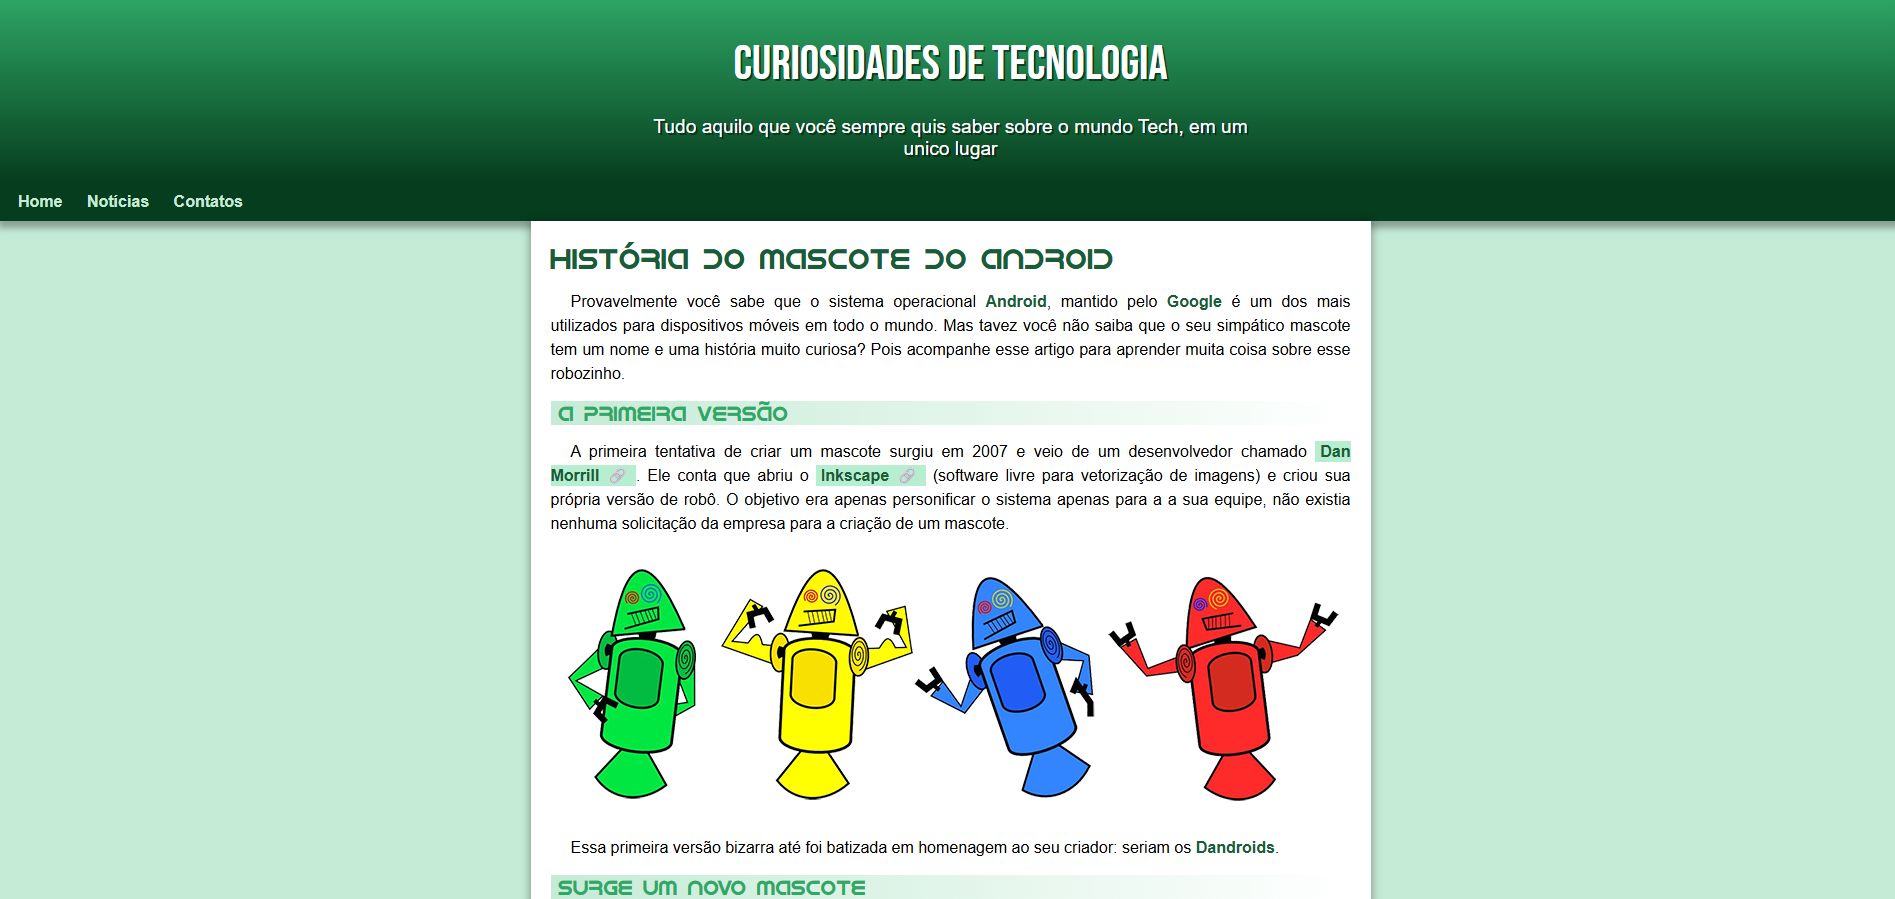 CURIOSIDADES DE TECNOLOGIA
Tudo aquilo que você sempre quis saber sobre o mundo Tech, em um
unico lugar
Home Notícias Contatos
HISTÓRIA DO MASCOTE DO ANDROID
Provavelmente você sabe que o sistema operacional Android, mantido pelo Google é um dos mais
utilizados para dispositivos móveis em todo o mundo. Mas tavez você não saiba que o seu simpático mascote
tem um nome e uma história muito curiosa? Pois acompanhe esse artigo para aprender muita coisa sobre esse
robozinho.
A PRIMEIRA VERSÃO
A primeira tentativa de criar um mascote surgiu em 2007 e veio de um desenvolvedor chamado Dan
Morrill 🔗. Ele conta que abriu o Inkscape 🔗 (software livre para vetorização de imagens) e criou sua
própria versão de robô. O objetivo era apenas personificar o sistema apenas para a a sua equipe, não existia
nenhuma solicitação da empresa para a criação de um mascote.
Essa primeira versão bizarra até foi batizada em homenagem ao seu criador: seriam os Dandroids.
SURGE UM NOVO MASCOTE